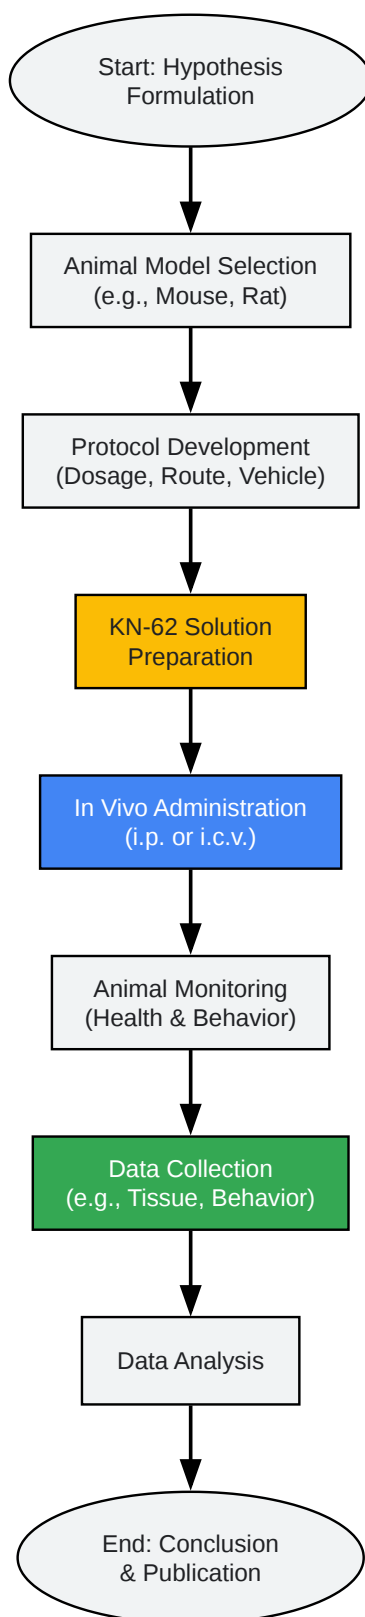 Start: Hypothesis
Formulation
Animal Model Selection
(e.g., Mouse, Rat)
Protocol Development
(Dosage, Route, Vehicle)
KN-62 Solution
Preparation
In Vivo Administration
(i.p. or i.c.v.)
Animal Monitoring
(Health & Behavior)
Data Collection
(e.g., Tissue, Behavior)
Data Analysis
End: Conclusion
& Publication